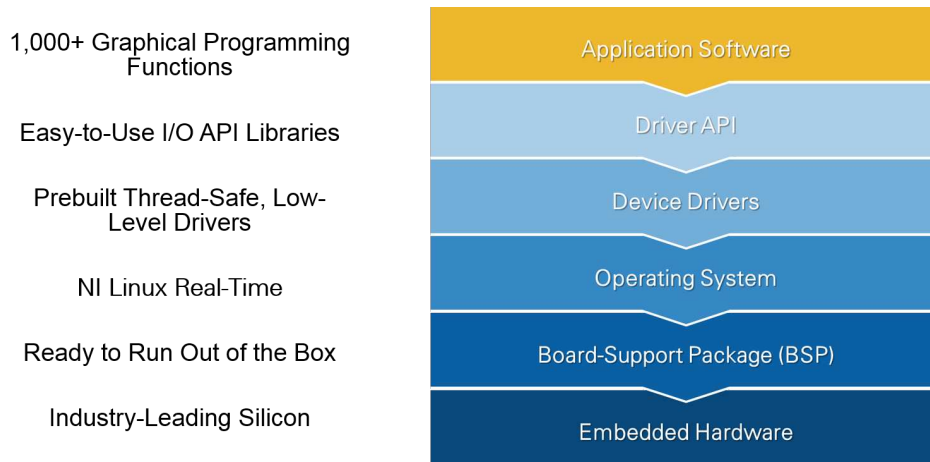 1,000+ Graphical Programming
Functions
Application Software
Easy-to-Use I/O API Libraries
Driver API
Prebuilt Thread-Safe, Low-
Level Drivers
Device Drivers
NI Linux Real-Time
Operating System
Ready to Run Out of the Box
Board-Support Package (BSP)
Industry-Leading Silicon
Embedded Hardware